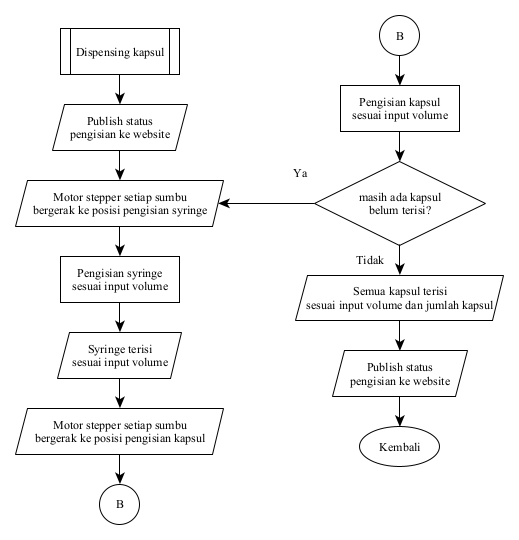 Dispensing kapsul
Publish status
pengisian ke website
Motor stepper setiap sumbu
bergerak ke posisi pengisian syringe
Pengisian syringe
sesuai input volume
Syringe terisi
sesuai input volume
Motor stepper setiap sumbu
bergerak ke posisi pengisian kapsul
B
B
Pengisian kapsul
sesuai input volume
masih ada kapsul
belum terisi?
Ya
Tidak
Semua kapsul terisi
sesuai input volume dan jumlah kapsul
Publish status
pengisian ke website
Kembali